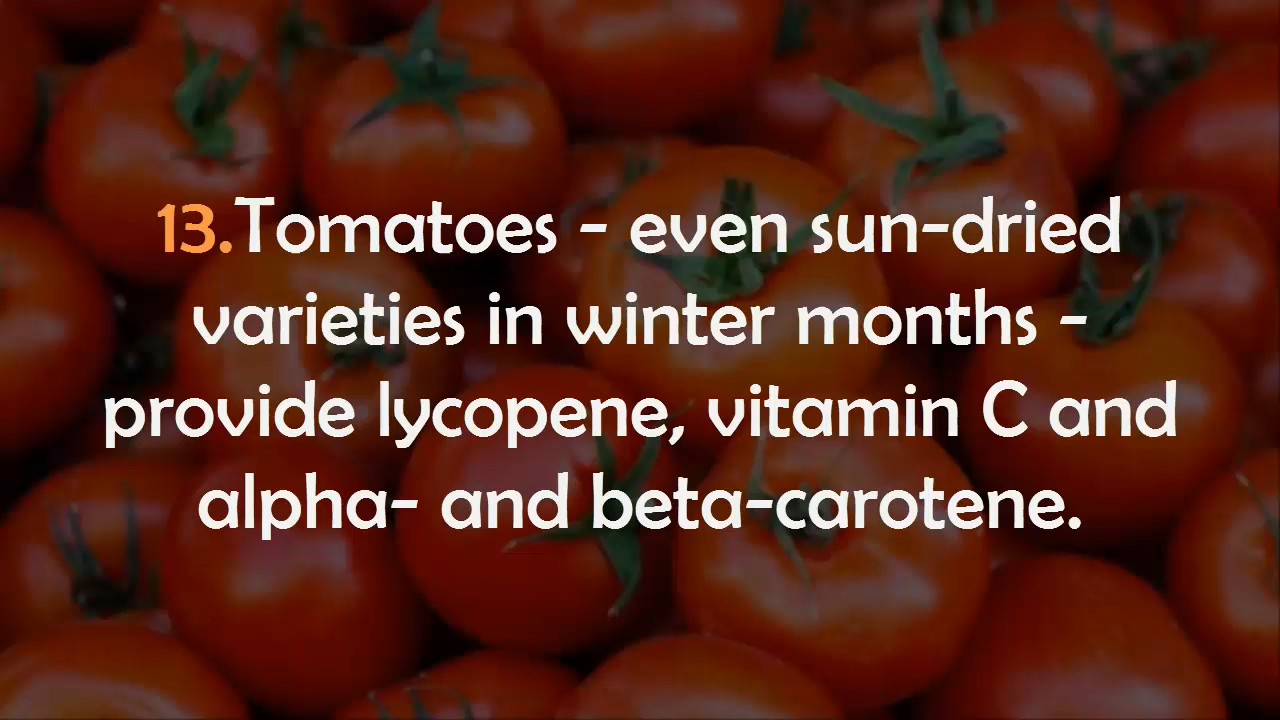 13.Tomatoes - even sun-dried
varieties in winter months -
provide lycopene, vitamin C and
alpha- and beta-carotene.